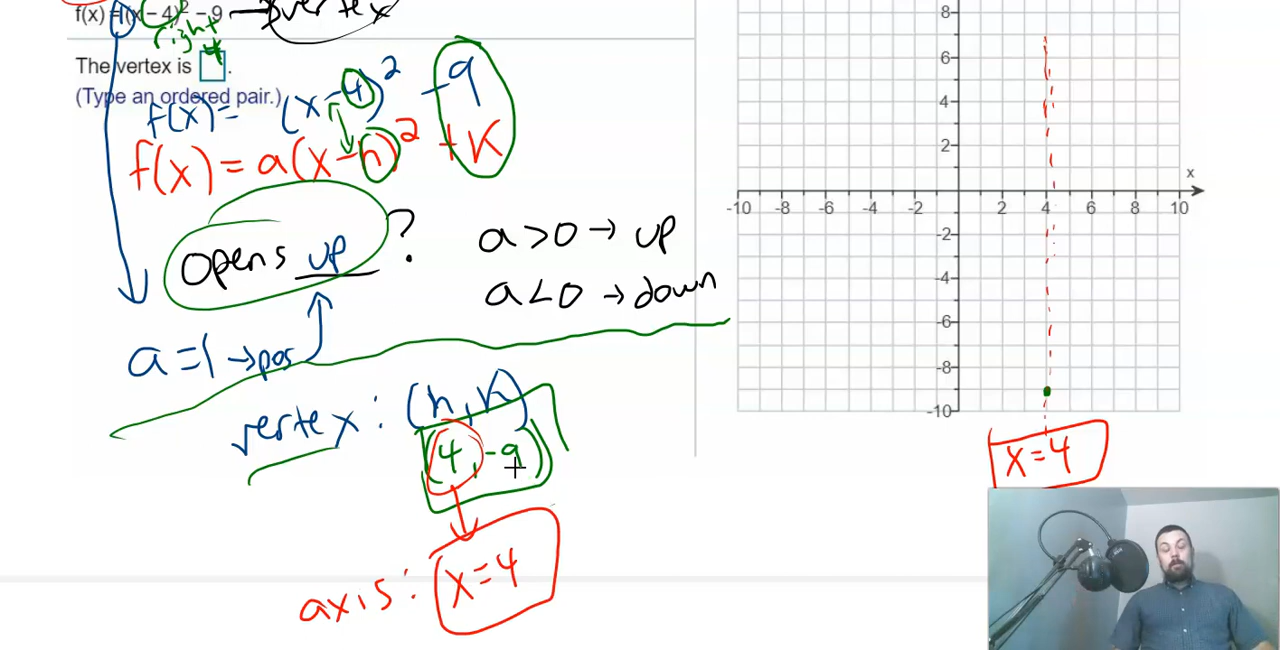 f(x) = (x - 4)² - 9 → vertex
right 4
The vertex is .
(Type an ordered pair.)
f(x) = (x - 4)² - 9
f(x) = a(x - h)² + K
opens up ?
a > 0 → up
a < 0 → down
a = 1 → pos
vertex : (h, K)
(4, -9)
axis : x = 4
8
6
4
2
x
-10 -8 -6 -4 -2 2 4 6 8 10
-2
-4
-6
-8
-10
x = 4